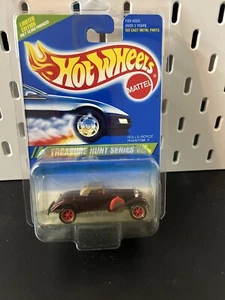 LIMITED
EDITION
FOR AGES
OVER 3 YEARS
DIE CAST METAL PARTS
HOT WHEELS
MATTEL
ROLLS-ROYCE
PHANTOM II
TREASURE HUNT SERIES